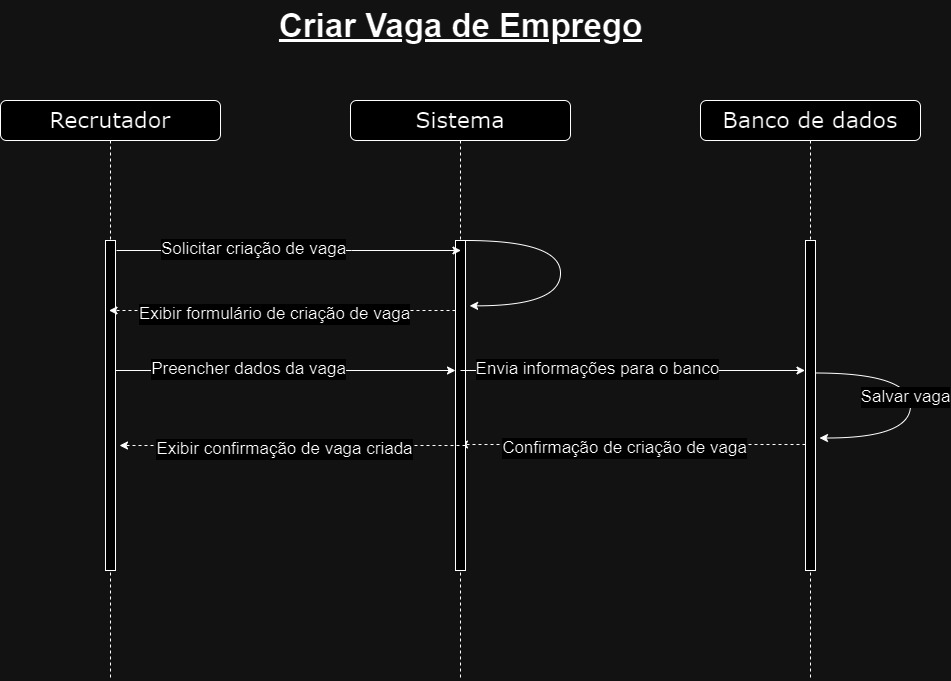 Criar Vaga de Emprego
Recrutador
Sistema
Banco de dados
Solicitar criação de vaga
Exibir formulário de criação de vaga
Preencher dados da vaga
Envia informações para o banco
Salvar vaga
Exibir confirmação de vaga criada
Confirmação de criação de vaga